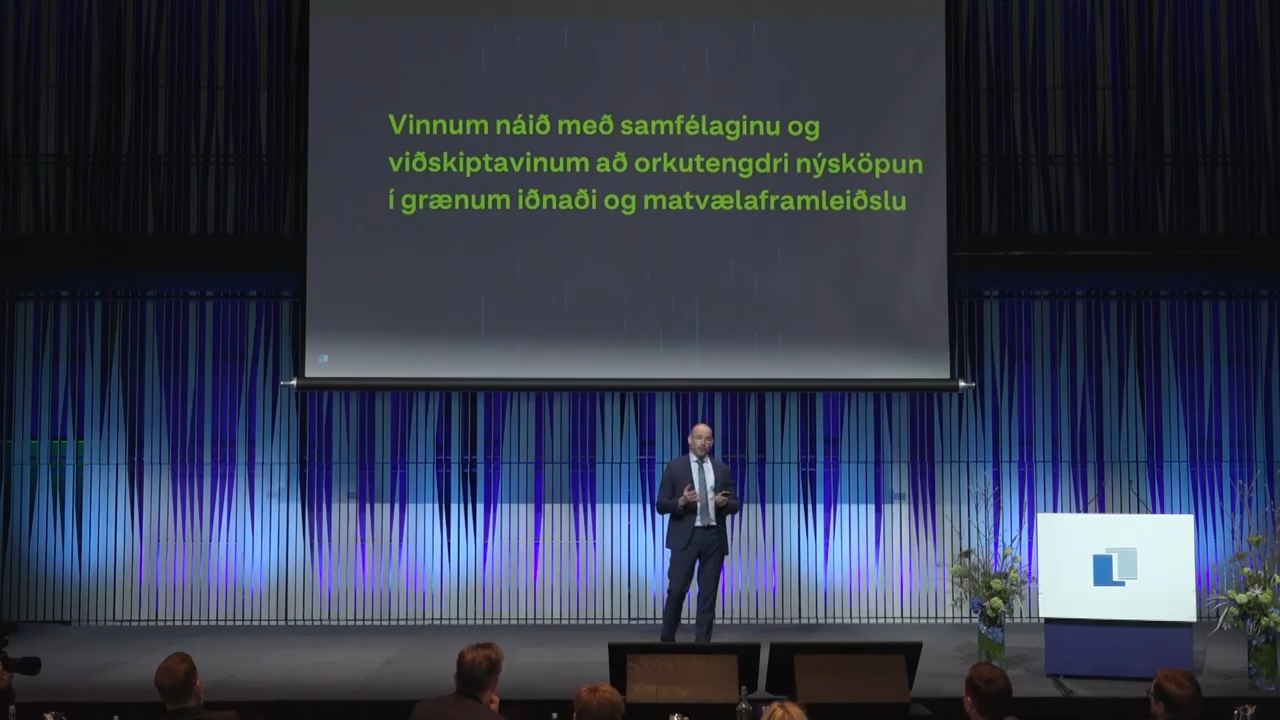 Vinnum náið með samfélaginu og
viðskiptavinum að orkutengdri nýsköpun
í grænum iðnaði og matvælaframleiðslu